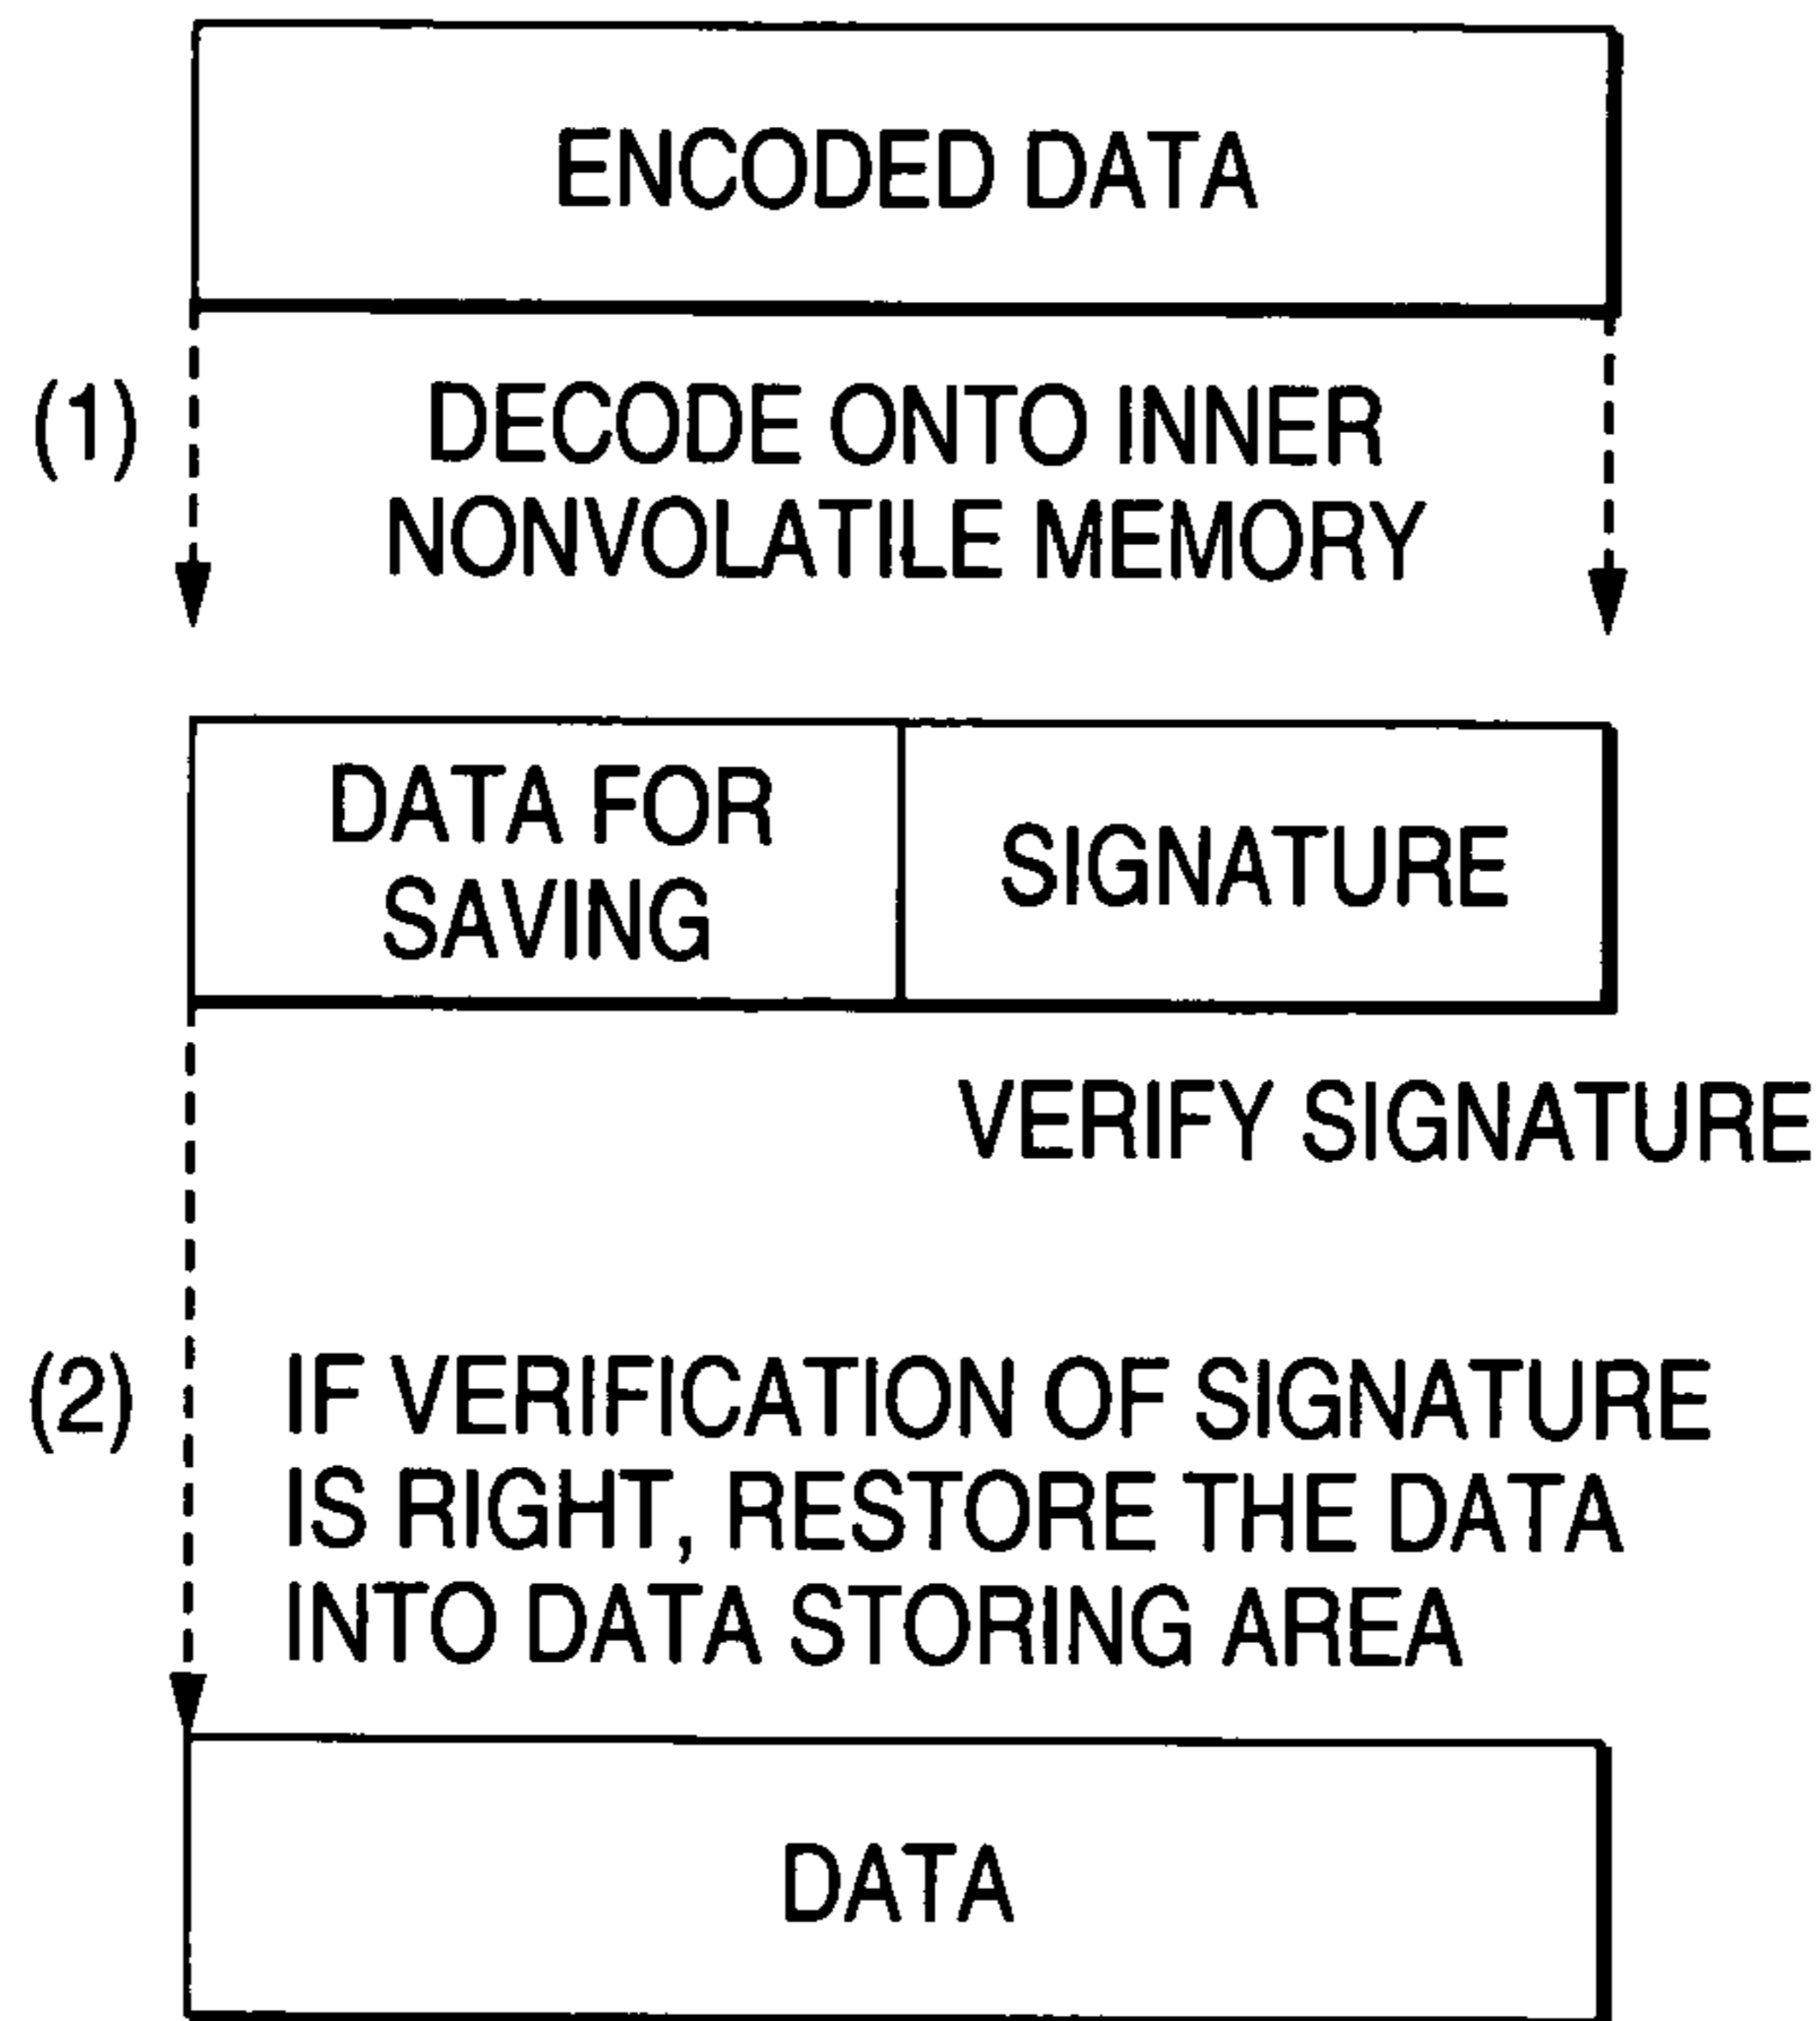 ENCODED DATA
(1) DECODE ONTO INNER
NONVOLATILE MEMORY
DATA FOR
SAVING
SIGNATURE
VERIFY SIGNATURE
(2) IF VERIFICATION OF SIGNATURE
IS RIGHT, RESTORE THE DATA
INTO DATA STORING AREA
DATA